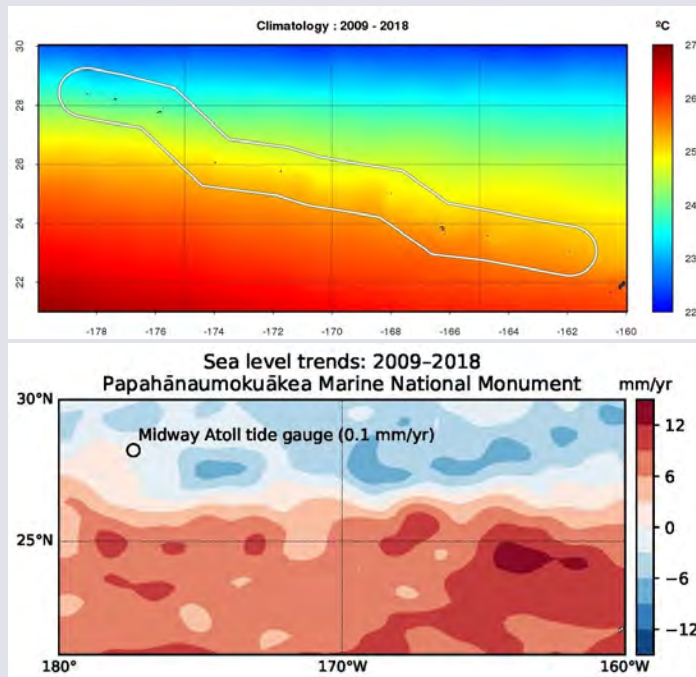 Climatology : 2009 - 2018
ºC
30
28
26
24
22
-178
-176
-174
-172
-170
-168
-166
-164
-162
-160
27
26
25
24
23
22
Sea level trends: 2009–2018
Papahānaumokuākea Marine National Monument
mm/yr
30°N
25°N
Midway Atoll tide gauge (0.1 mm/yr)
180°
170°W
160°W
12
6
0
−6
−12